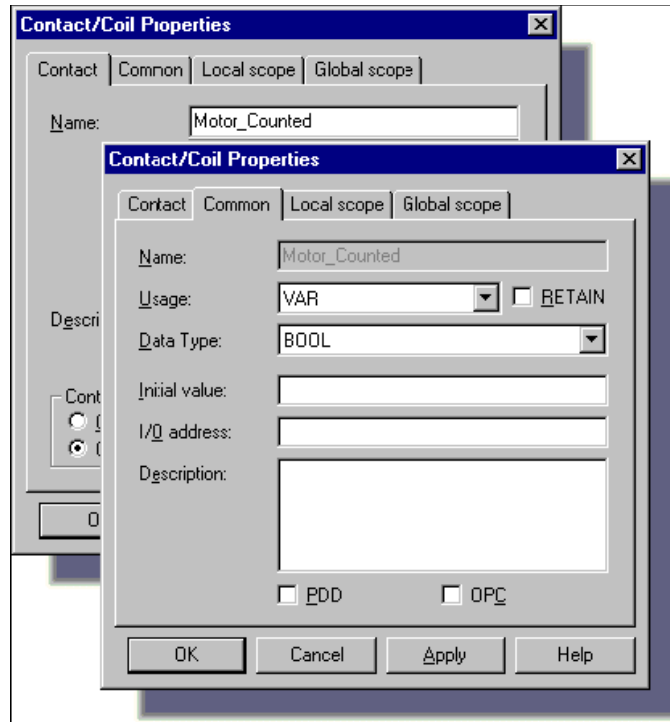 Contact/Coil Properties
Contact Common Local scope Global scope
Name: Motor_Counted
Contact/Coil Properties
Contact Common Local scope Global scope
Name: Motor_Counted
Usage: VAR RETAIN
Data Type: BOOL
Initial value:
I/O address:
Description:
PDD OPC
OK Cancel Apply Help
Descri
Cont
O